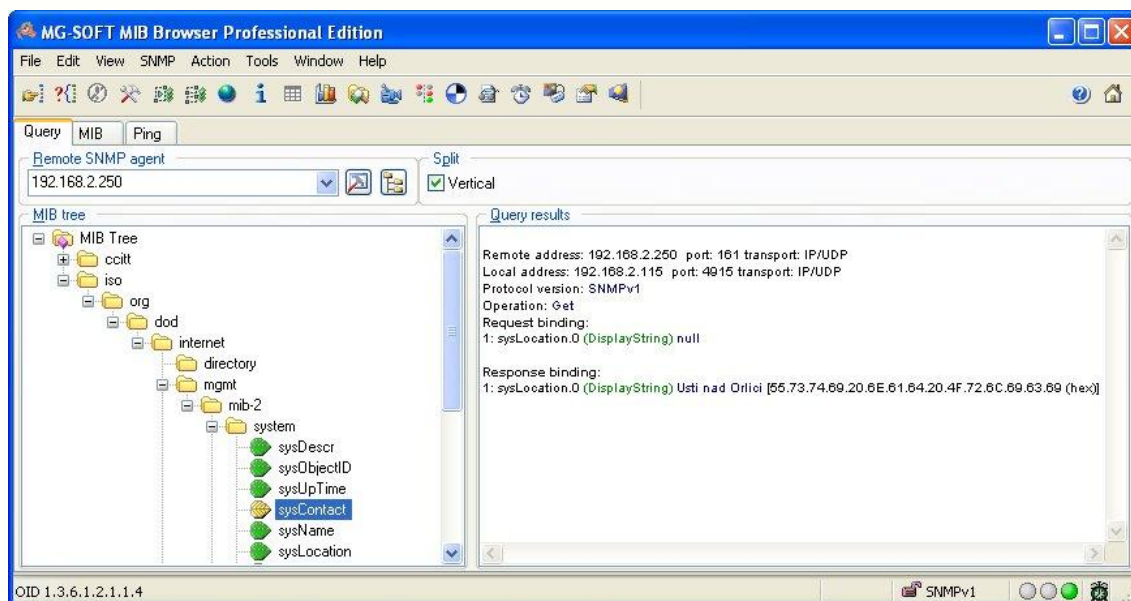 MG-SOFT MIB Browser Professional Edition
File Edit View SNMP Action Tools Window Help
Query MIB Ping
Remote SNMP agent
Split
192.168.2.250
Vertical
MIB tree
Query results
MIB Tree
ccitt
iso
org
dod
internet
directory
mgmt
mib-2
system
sysDescr
sysObjectID
sysUpTime
sysContact
sysName
sysLocation
Remote address: 192.168.2.250 port: 161 transport: IP/UDP
Local address: 192.168.2.115 port: 4915 transport: IP/UDP
Protocol version: SNMPv1
Operation: Get
Request binding:
1: sysLocation.0 (DisplayString) null
Response binding:
1: sysLocation.0 (DisplayString) Usti nad Orlici [55.73.74.69.20.6E.61.64.20.4F.72.6C.69.63.69 (hex)]
OID 1.3.6.1.2.1.1.4
SNMPv1